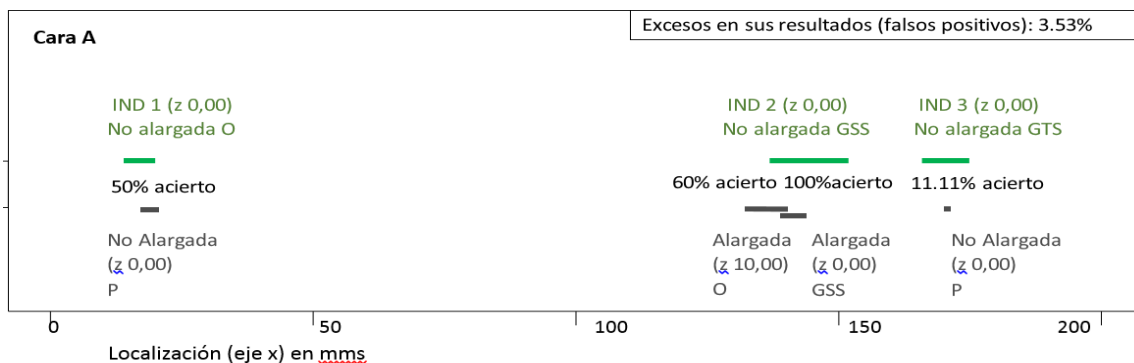 Cara A
Excesos en sus resultados (falsos positivos): 3.53%
IND 1 (z 0,00)
No alargada O
IND 2 (z 0,00)
No alargada GSS
IND 3 (z 0,00)
No alargada GTS
50% acierto
60% acierto 100%acierto
11.11% acierto
No Alargada
(z 0,00)
P
Alargada
(z 10,00)
O
Alargada
(z 0,00)
GSS
No Alargada
(z 0,00)
P
0 50 100 150 200
Localización (eje x) en mms